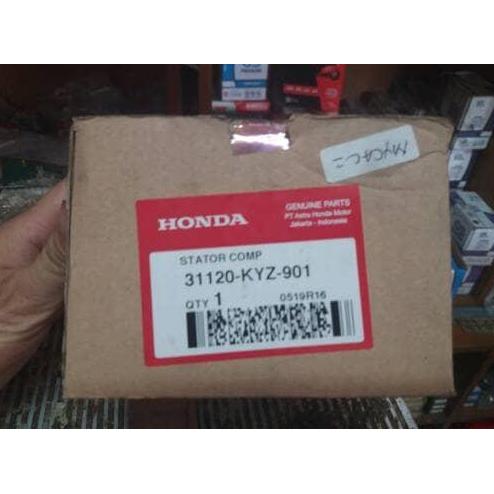 HONDA
GENUINE PARTS
PT Astra Honda Motor
Jakarta - Indonesia
STATOR COMP
31120-KYZ-901
QTY 1
0519R16